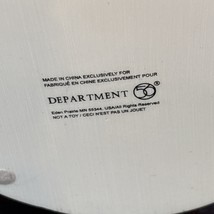 MADE IN CHINA EXCLUSIVELY FOR
FABRIQUÉ EN CHINE EXCLUSIVEMENT POUR
DEPARTMENT 56®
Eden Prairie MN 55344, USA/All Rights Reserved
NOT A TOY / CECI N'EST PAS UN JOUET